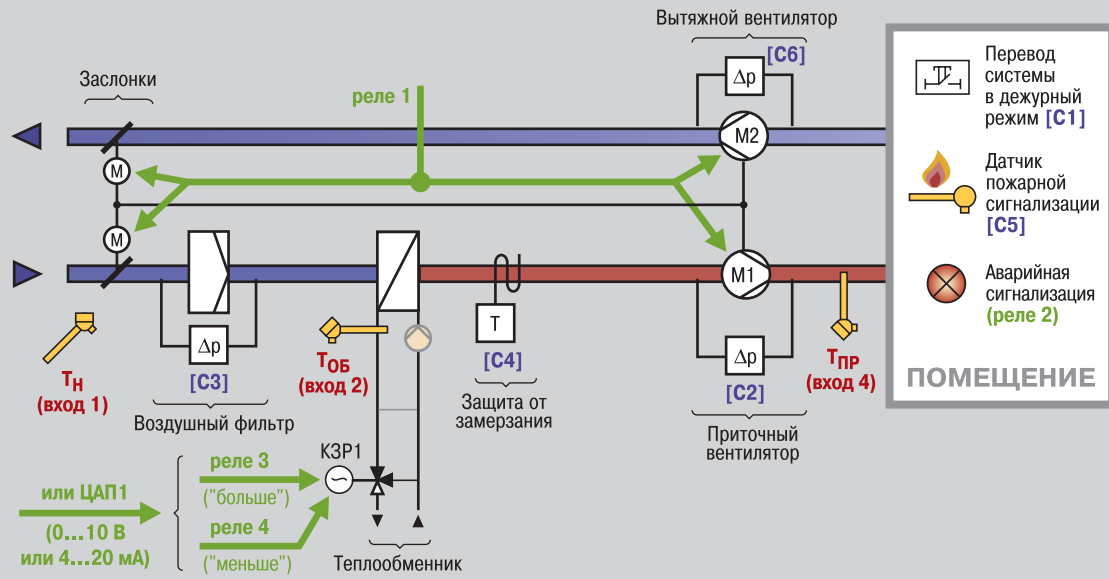 Вытяжной вентилятор
[C6]
Δp
Заслонки
реле 1
M2
M
M
M1
Δp
[C3]
Воздушный фильтр
TН
(вход 1)
TОБ
(вход 2)
T
[C4]
Защита от
замерзания
Δp
[C2]
Приточный
вентилятор
TПР
(вход 4)
Перевод
системы
в дежурный
режим [C1]
Датчик
пожарной
сигнализации
[C5]
Аварийная
сигнализация
(реле 2)
ПОМЕЩЕНИЕ
КЗР1
реле 3
("больше")
реле 4
("меньше")
или ЦАП1
(0...10 В
или 4...20 мА)
Теплообменник